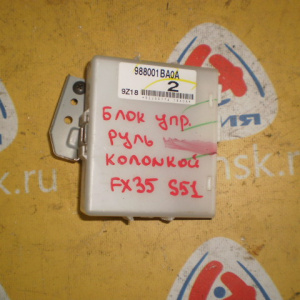 988001BA0A
2
9Z18
БЛОК УПР.
РУЛЬ
КОЛОНКОЙ
FX35 S51